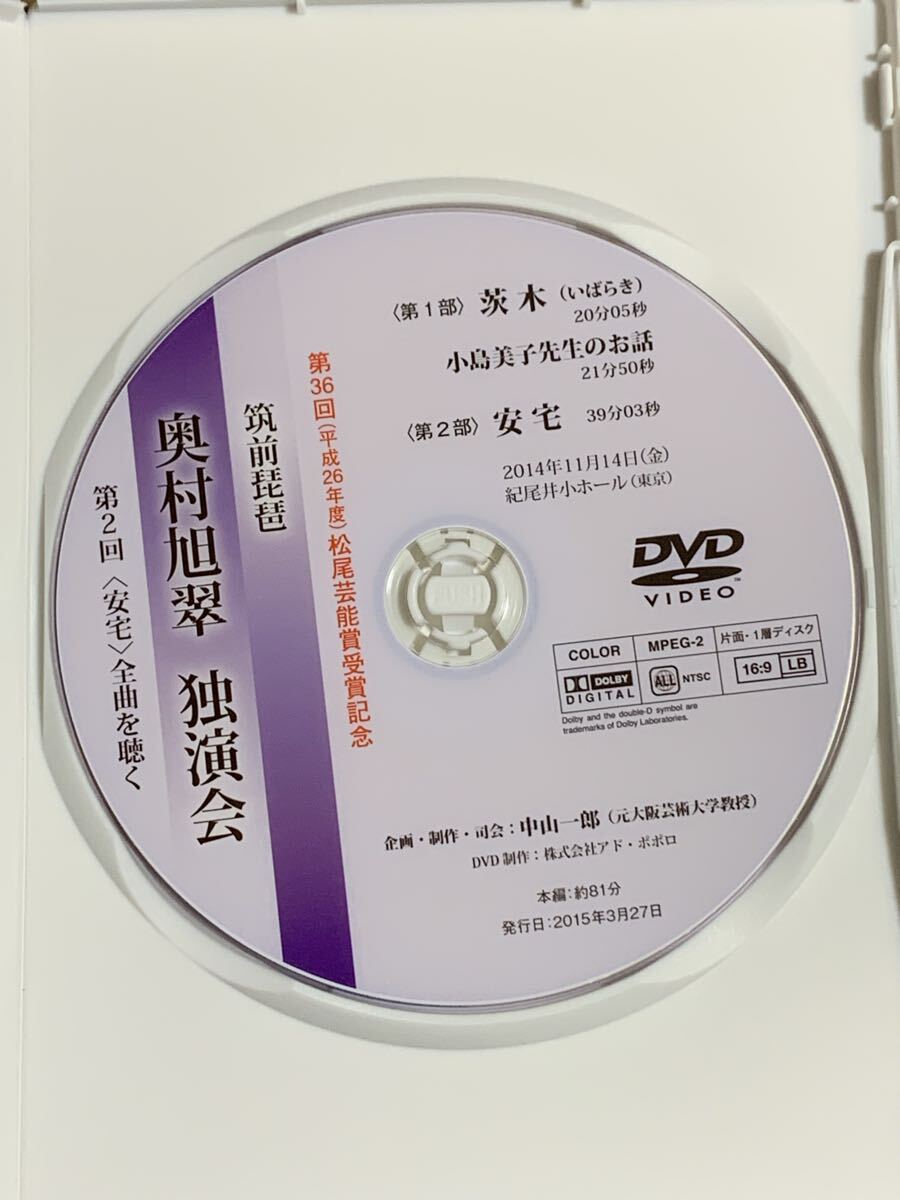 第36回(平成26年度)松尾芸能賞受賞記念
筑前琵琶
奥村旭翠 独演会
第2回〈安宅〉全曲を聴く
〈第1部〉茨木(いばらき)
20分05秒
小島美子先生のお話
21分50秒
〈第2部〉安宅 39分03秒
2014年11月14日(金)
紀尾井小ホール(東京)
PUSH
DVD
VIDEO
COLOR MPEG-2 片面・1層ディスク
DOLBY DIGITAL ALL NTSC 16:9 LB
Dolby and the double-D symbol are
trademarks of Dolby Laboratories.
企画・制作・司会:中山一郎(元大阪芸術大学教授)
DVD制作:株式会社アド・ポポロ
本編:約81分
発行日:2015年3月27日